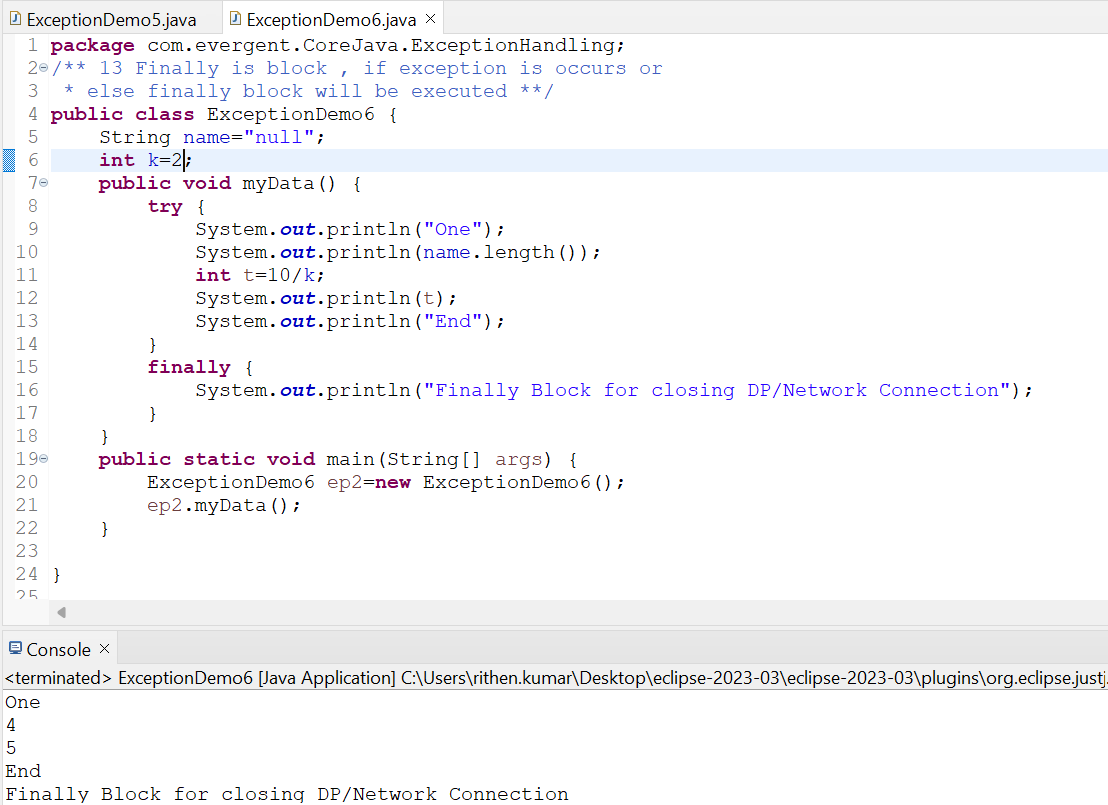 ExceptionDemo5.java ExceptionDemo6.java
1 package com.evergent.CoreJava.ExceptionHandling;
2 /** 13 Finally is block , if exception is occurs or
3 * else finally block will be executed **/
4 public class ExceptionDemo6 {
5 String name="null";
6 int k=2;
7 public void myData() {
8 try {
9 System.out.println("One");
10 System.out.println(name.length());
11 int t=10/k;
12 System.out.println(t);
13 System.out.println("End");
14 }
15 finally {
16 System.out.println("Finally Block for closing DP/Network Connection");
17 }
18 }
19 public static void main(String[] args) {
20 ExceptionDemo6 ep2=new ExceptionDemo6();
21 ep2.myData();
22 }
23
24 }
25
Console
<terminated> ExceptionDemo6 [Java Application] C:\Users\rithen.kumar\Desktop\eclipse-2023-03\eclipse-2023-03\plugins\org.eclipse.justj.
One
4
5
End
Finally Block for closing DP/Network Connection